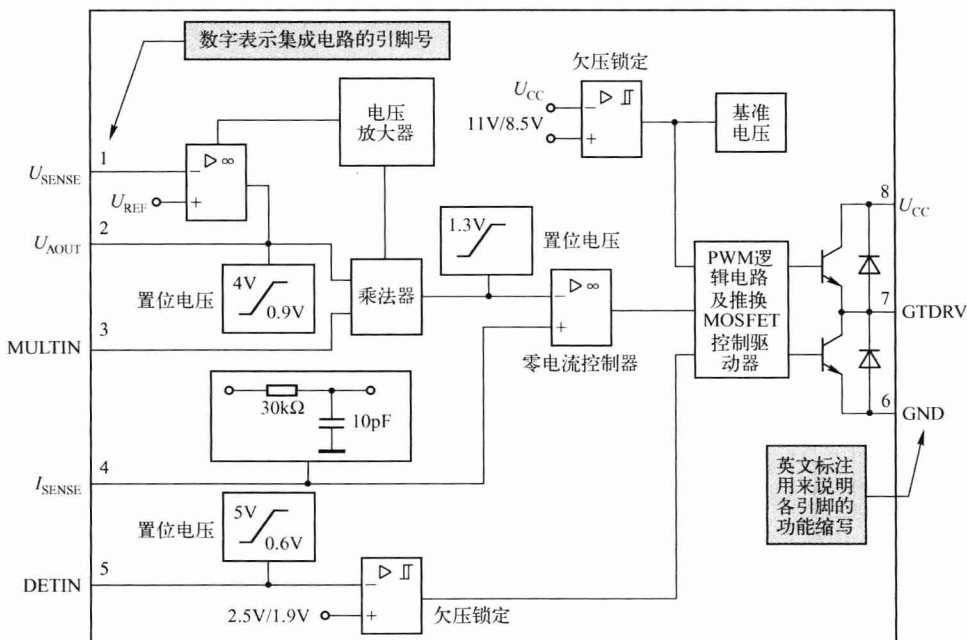 数字表示集成电路的引脚号
欠压锁定
U_CC
11V/8.5V
▷
−
+
基准
电压
电压
放大器
1
U_SENSE
U_REF
▷∞
−
+
2
U_AOUT
置位电压
4V
0.9V
3
MULTIN
乘法器
1.3V
置位电压
▷∞
−
+
零电流控制器
PWM逻
辑电路
及推换
MOSFET
控制驱
动器
8
U_CC
7
GTDRV
6
GND
30kΩ
10pF
4
I_SENSE
置位电压
5V
0.6V
5
DETIN
2.5V/1.9V
▷
−
+
欠压锁定
英文标注
用来说明
各引脚的
功能缩写